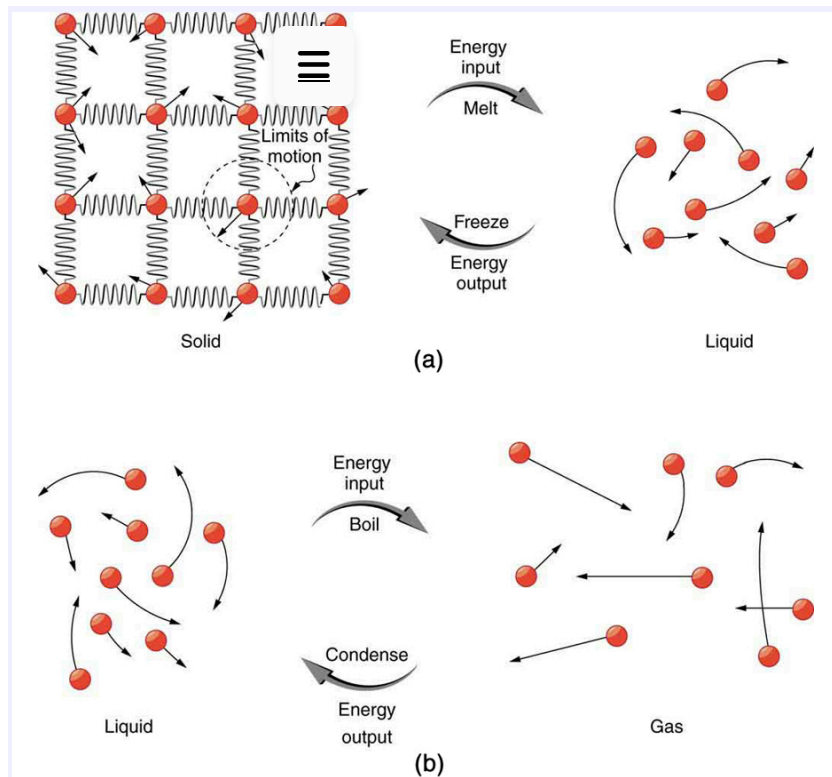 Energy
input
Melt
Limits of
motion
Freeze
Energy
output
Solid
Liquid
(a)
Energy
input
Boil
Condense
Energy
output
Liquid
Gas
(b)